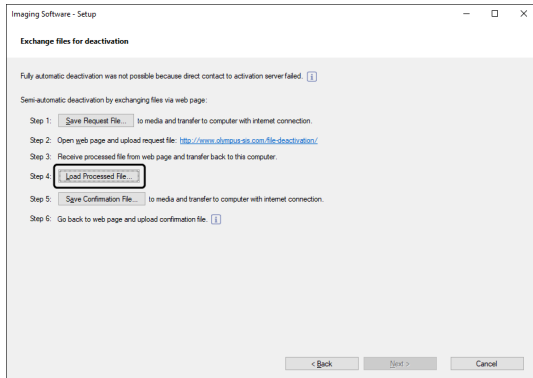 Imaging Software - Setup
Exchange files for deactivation
Fully automatic deactivation was not possible because direct contact to activation server failed. i
Semi-automatic deactivation by exchanging files via web page:
Step 1: Save Request File... to media and transfer to computer with internet connection.
Step 2: Open web page and upload request file: http://www.olympus-sis.com/file-deactivation/
Step 3: Receive processed file from web page and transfer back to this computer.
Step 4: Load Processed File...
Step 5: Save Confirmation File... to media and transfer to computer with internet connection.
Step 6: Go back to web page and upload confirmation file. i
< Back Next > Cancel